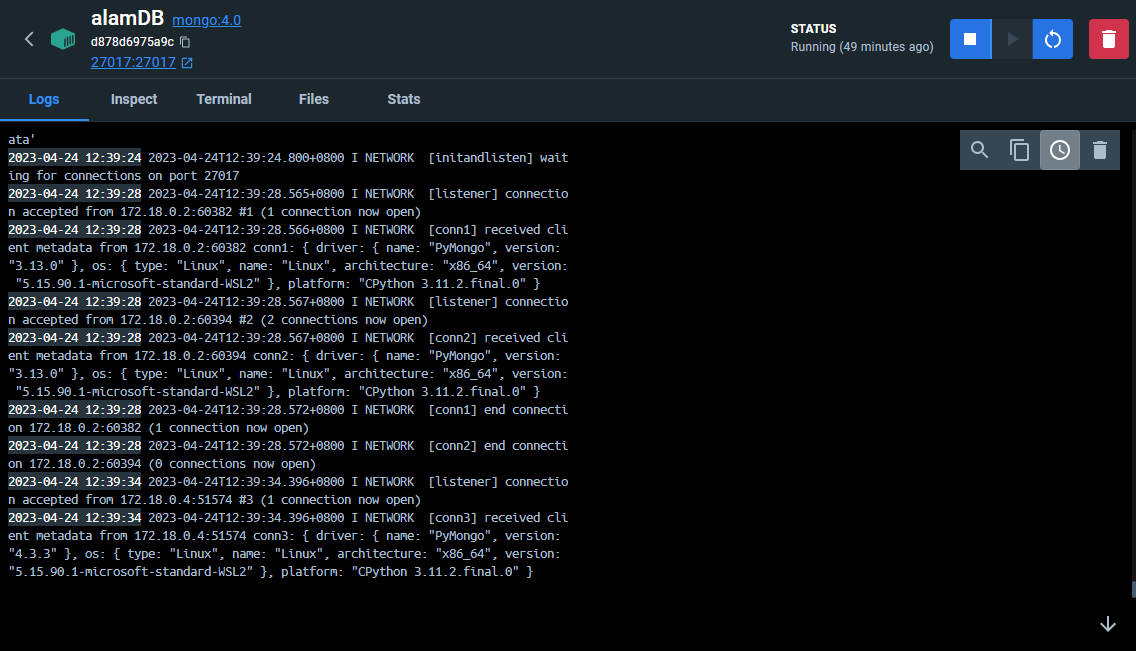 alamDB mongo:4.0
d878d6975a9c
27017:27017
STATUS
Running (49 minutes ago)
Logs Inspect Terminal Files Stats
ata'
2023-04-24 12:39:24 2023-04-24T12:39:24.800+0800 I NETWORK  [initandlisten] wait
ing for connections on port 27017
2023-04-24 12:39:28 2023-04-24T12:39:28.565+0800 I NETWORK  [listener] connectio
n accepted from 172.18.0.2:60382 #1 (1 connection now open)
2023-04-24 12:39:28 2023-04-24T12:39:28.566+0800 I NETWORK  [conn1] received cli
ent metadata from 172.18.0.2:60382 conn1: { driver: { name: "PyMongo", version:
"3.13.0" }, os: { type: "Linux", name: "Linux", architecture: "x86_64", version:
"5.15.90.1-microsoft-standard-WSL2" }, platform: "CPython 3.11.2.final.0" }
2023-04-24 12:39:28 2023-04-24T12:39:28.567+0800 I NETWORK  [listener] connectio
n accepted from 172.18.0.2:60394 #2 (2 connections now open)
2023-04-24 12:39:28 2023-04-24T12:39:28.567+0800 I NETWORK  [conn2] received cli
ent metadata from 172.18.0.2:60394 conn2: { driver: { name: "PyMongo", version:
"3.13.0" }, os: { type: "Linux", name: "Linux", architecture: "x86_64", version:
"5.15.90.1-microsoft-standard-WSL2" }, platform: "CPython 3.11.2.final.0" }
2023-04-24 12:39:28 2023-04-24T12:39:28.572+0800 I NETWORK  [conn1] end connecti
on 172.18.0.2:60382 (1 connection now open)
2023-04-24 12:39:28 2023-04-24T12:39:28.572+0800 I NETWORK  [conn2] end connecti
on 172.18.0.2:60394 (0 connections now open)
2023-04-24 12:39:34 2023-04-24T12:39:34.396+0800 I NETWORK  [listener] connectio
n accepted from 172.18.0.4:51574 #3 (1 connection now open)
2023-04-24 12:39:34 2023-04-24T12:39:34.396+0800 I NETWORK  [conn3] received cli
ent metadata from 172.18.0.4:51574 conn3: { driver: { name: "PyMongo", version:
"4.3.3" }, os: { type: "Linux", name: "Linux", architecture: "x86_64", version:
"5.15.90.1-microsoft-standard-WSL2" }, platform: "CPython 3.11.2.final.0" }